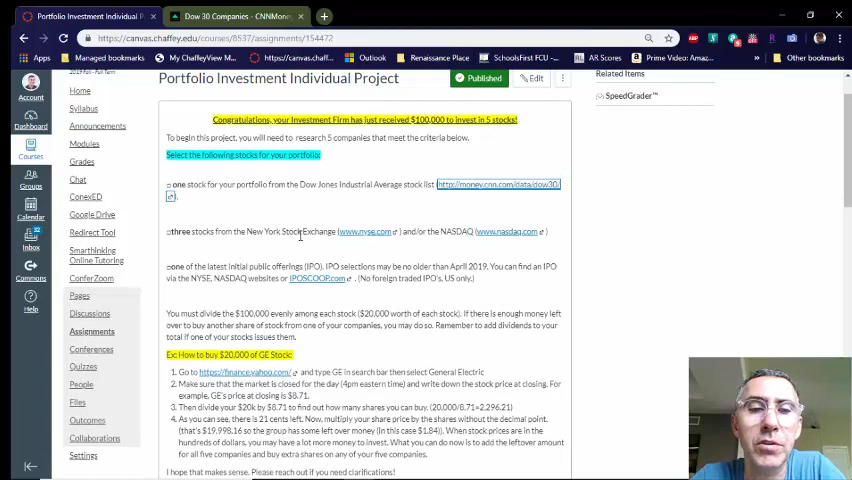 Portfolio Investment Individual P
Dow 30 Companies - CNNMoney.
https://canvas.chaffey.edu/courses/8537/assignments/154472
Apps
Managed bookmarks
My ChaffeyView
https://canvas.chaff...
Outlook
Renaissance Place
SchoolsFirst FCU -...
AR Scores
Prime Video: Amaz...
Other bookmarks
Account
Dashboard
Courses
Groups
Calendar
32
Inbox
Commons
Help
2019 Fall - Full Term
Home
Syllabus
Announcements
Modules
Grades
Chat
ConexED
Google Drive
Redirect Tool
Smarthinking
Online Tutoring
ConferZoom
Pages
Discussions
Assignments
Conferences
Quizzes
People
Files
Outcomes
Collaborations
Settings
Portfolio Investment Individual Project
Published
Edit
Related Items
SpeedGrader™
Congratulations, your Investment Firm has just received $100,000 to invest in 5 stocks!
To begin this project, you will need to research 5 companies that meet the criteria below.
Select the following stocks for your portfolio:
□ one stock for your portfolio from the Dow Jones Industrial Average stock list (http://money.cnn.com/data/dow30/
).
□three stocks from the New York Stock Exchange (www.nyse.com ) and/or the NASDAQ (www.nasdaq.com )
□one of the latest initial public offerings (IPO). IPO selections may be no older than April 2019. You can find an IPO
via the NYSE, NASDAQ websites or IPOSCOOP.com . (No foreign traded IPO's, US only.)
You must divide the $100,000 evenly among each stock ($20,000 worth of each stock). If there is enough money left
over to buy another share of stock from one of your companies, you may do so. Remember to add dividends to your
total if one of your stocks issues them.
Ex: How to buy $20,000 of GE Stock:
1. Go to https://finance.yahoo.com/ and type GE in search bar then select General Electric
2. Make sure that the market is closed for the day (4pm eastern time) and write down the stock price at closing. For
example, GE's price at closing is $8.71.
3. Then divide your $20k by $8.71 to find out how many shares you can buy. (20,000/8.71=2,296.21)
4. As you can see, there is 21 cents left. Now, multiply your share price by the shares without the decimal point.
(that's $19,998.16 so the group has some left over money (In this case $1.84)). When stock prices are in the
hundreds of dollars, you may have a lot more money to invest. What you can do now is to add the leftover amount
for all five companies and buy extra shares on any of your five companies.
I hope that makes sense. Please reach out if you need clarifications!